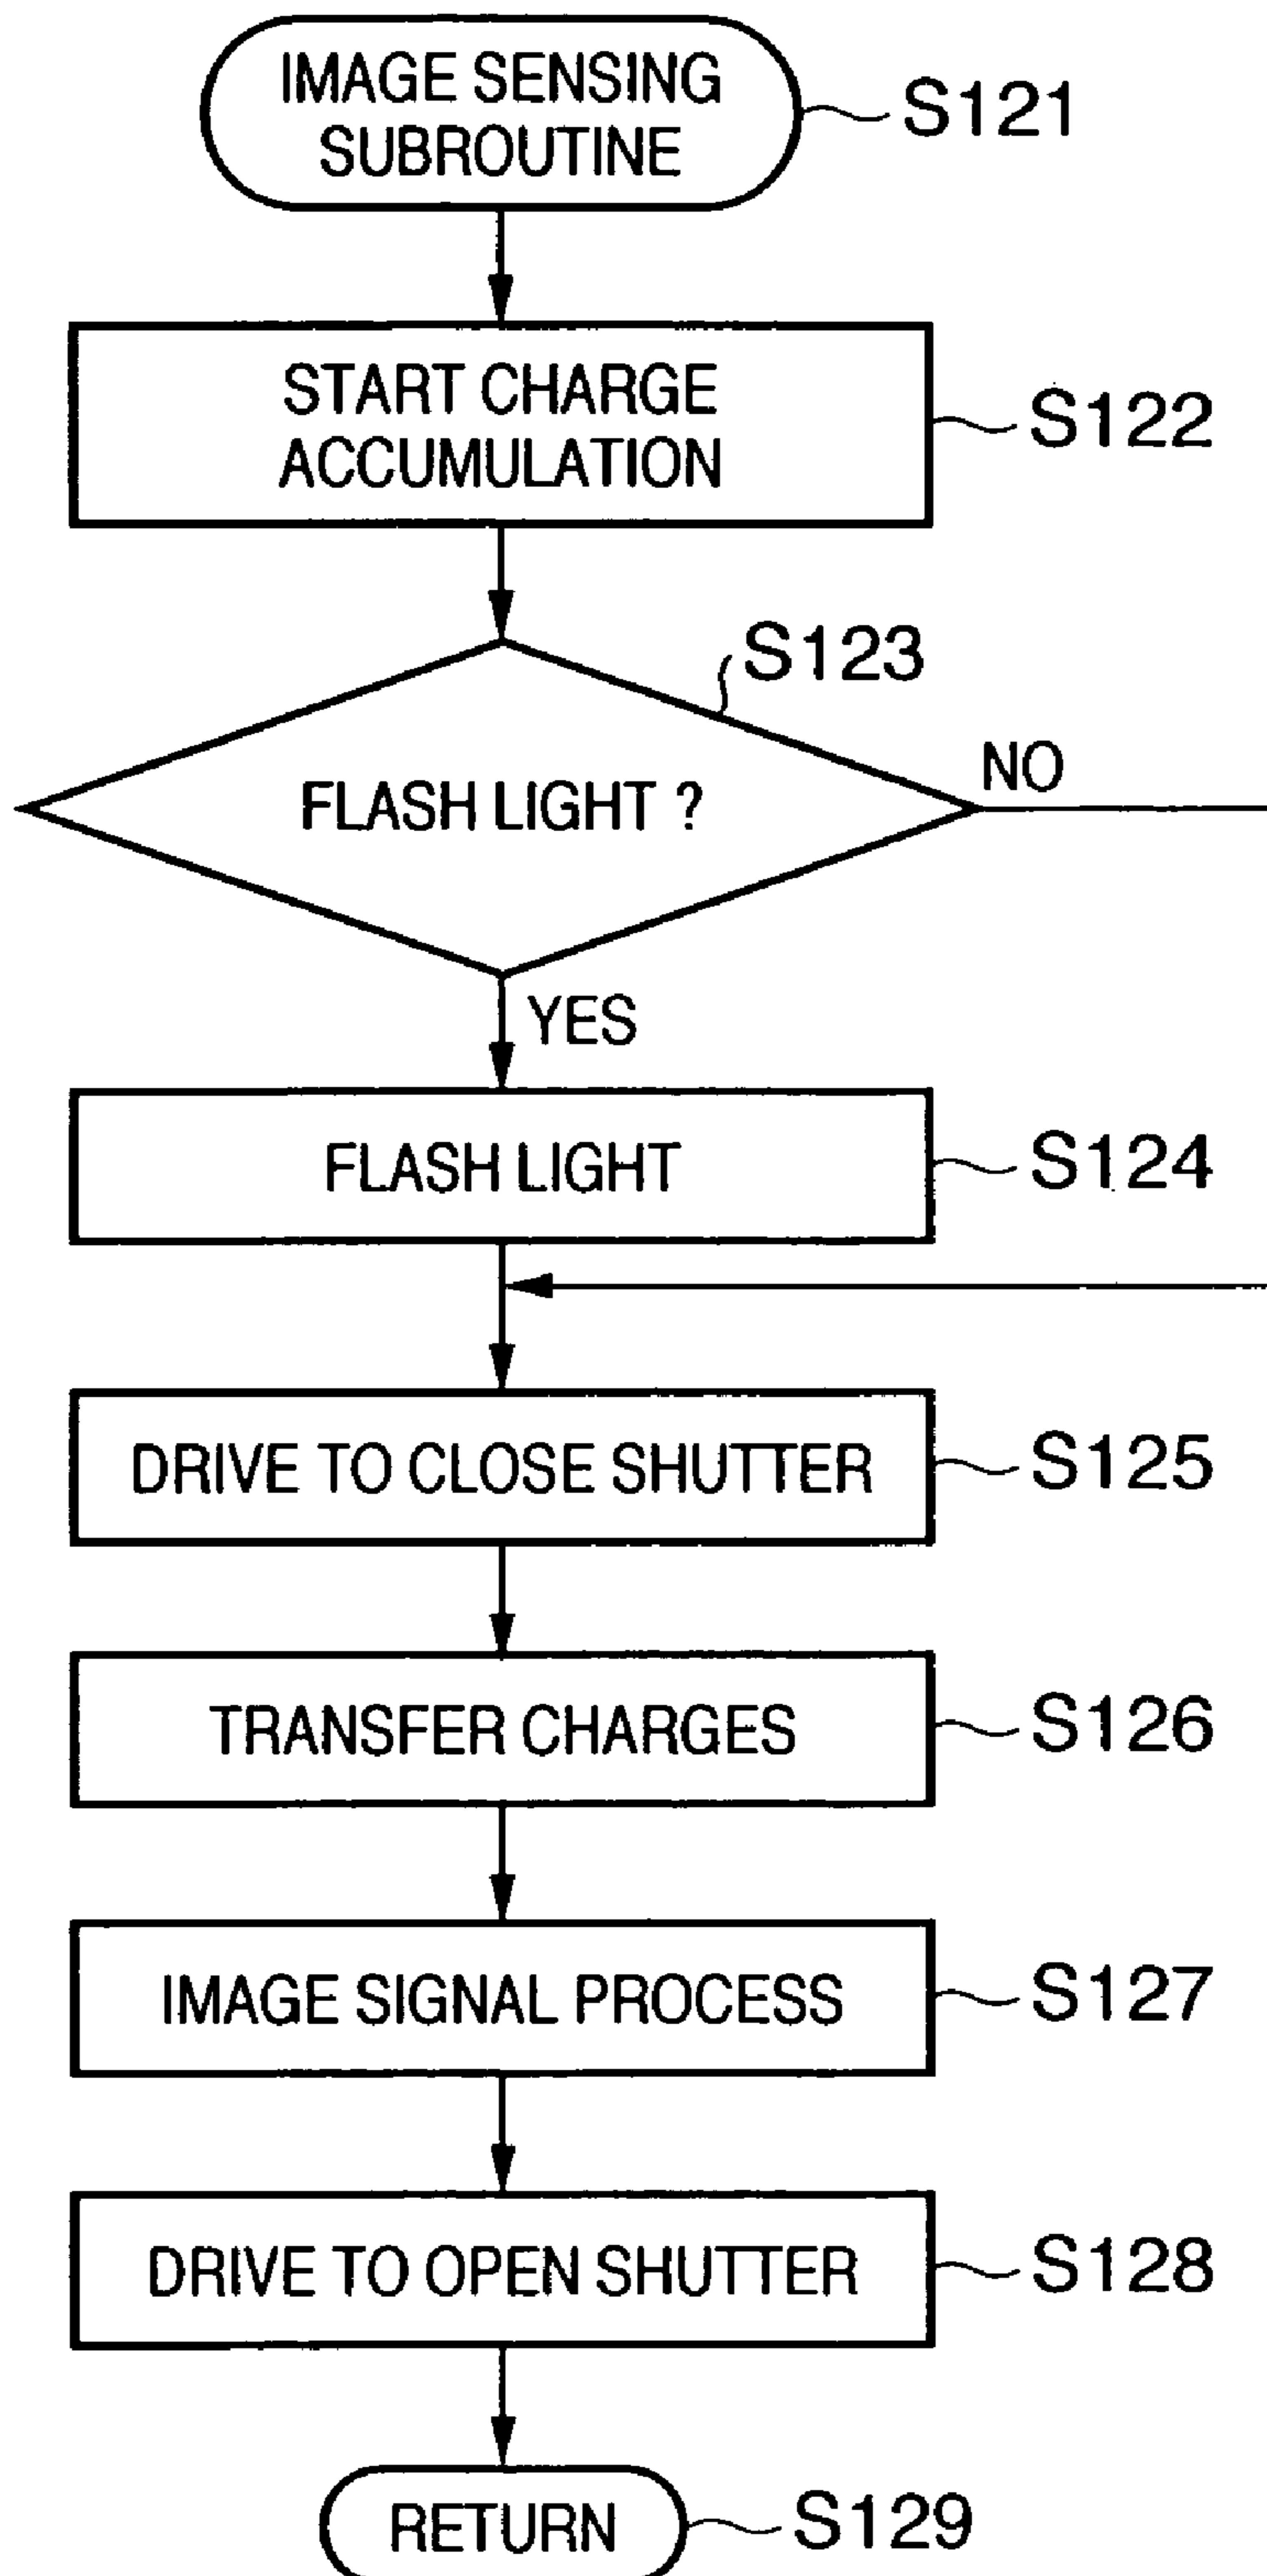 IMAGE SENSING
SUBROUTINE
S121
START CHARGE
ACCUMULATION
S122
S123
FLASH LIGHT ?
NO
YES
FLASH LIGHT
S124
DRIVE TO CLOSE SHUTTER
S125
TRANSFER CHARGES
S126
IMAGE SIGNAL PROCESS
S127
DRIVE TO OPEN SHUTTER
S128
RETURN
S129